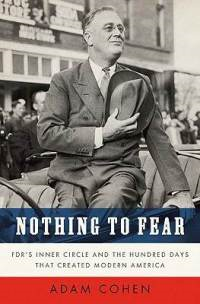 NOTHING TO FEAR
FDR'S INNER CIRCLE AND THE HUNDRED DAYS
THAT CREATED MODERN AMERICA
ADAM COHEN